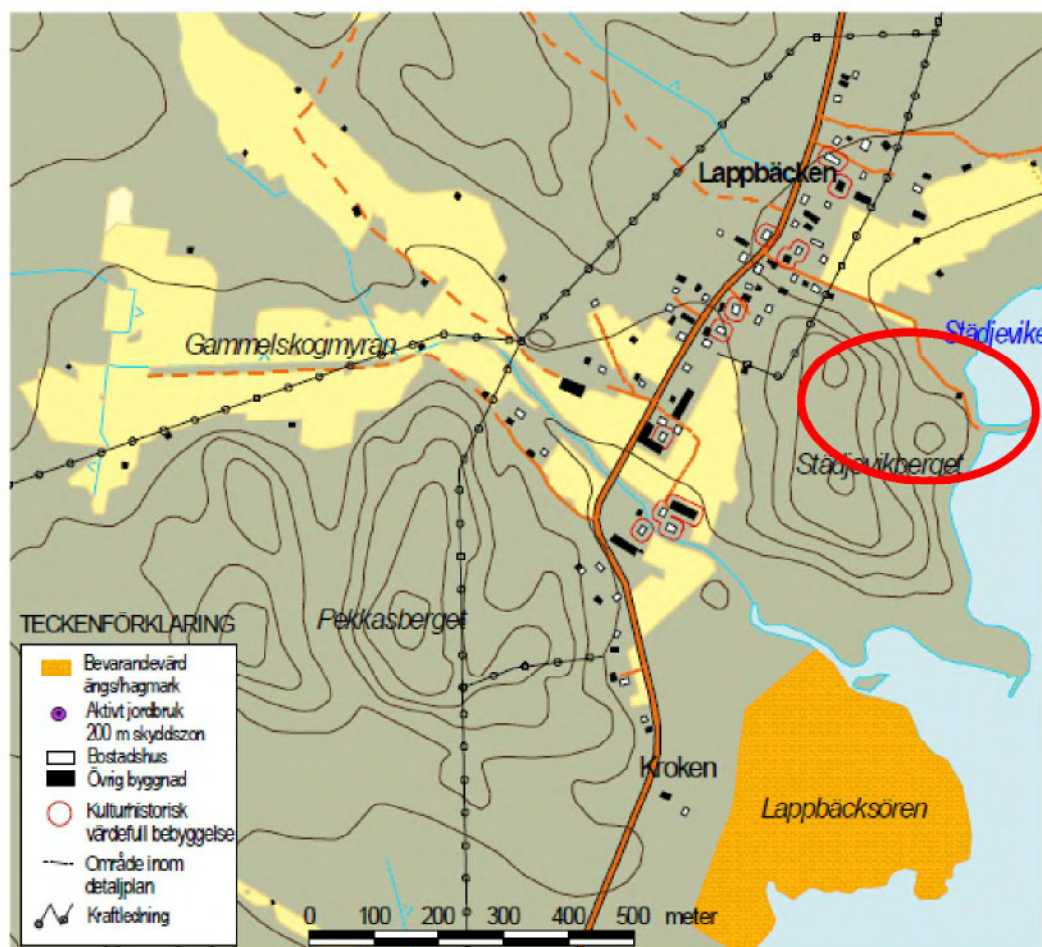 Lappbäcken
Gammelskogmyran
Städjevike
Städjevikberget
TECKENFÖRKLARING
Pekkasberget
Bevarandevärd
ängs/hagmark
Aktivt jordbruk
200 m skyddszon
Bostadshus
Övrig byggnad
Kulturhistorisk
värdefull bebyggelse
Område inom
detaljplan
Kraftledning
Kroken
Lappbäcksören
0 100 200 300 400 500 meter